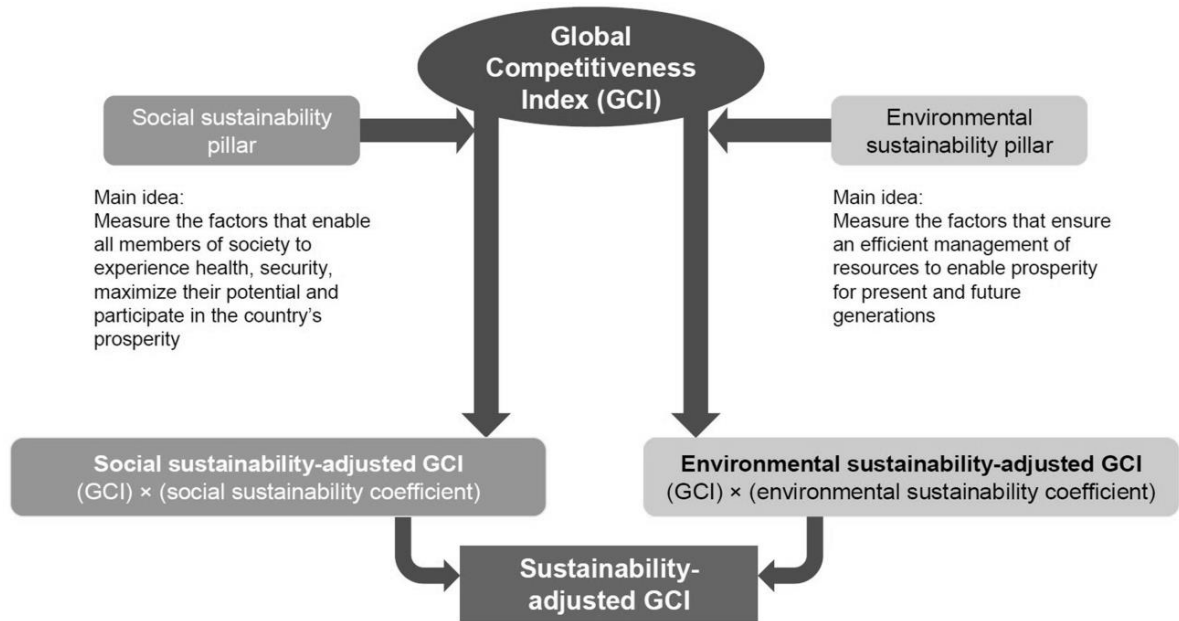 Global
Competitiveness
Index (GCI)
Social sustainability
pillar
Environmental
sustainability pillar
Main idea:
Measure the factors that enable
all members of society to
experience health, security,
maximize their potential and
participate in the country's
prosperity
Main idea:
Measure the factors that ensure
an efficient management of
resources to enable prosperity
for present and future
generations
Social sustainability-adjusted GCI
(GCI) × (social sustainability coefficient)
Environmental sustainability-adjusted GCI
(GCI) × (environmental sustainability coefficient)
Sustainability-
adjusted GCI